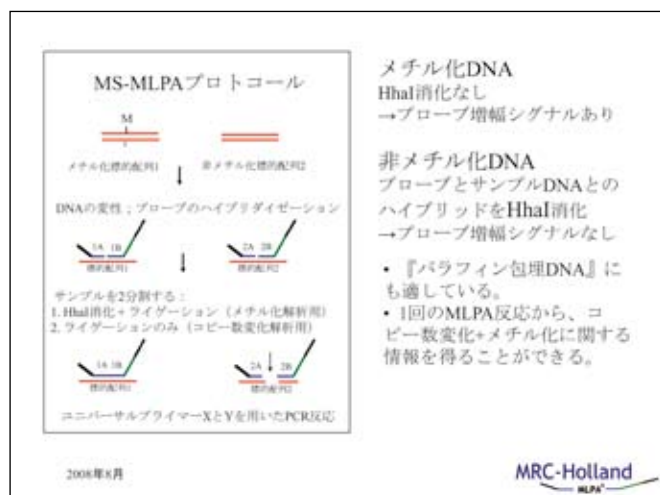 MS-MLPAプロトコール
M
メチル化標的配列1
非メチル化標的配列2
DNAの変性；プローブのハイブリダイゼーション
1A 1B
2A 2B
標的配列1
標的配列2
サンプルを2分割する：
1. HhaI消化＋ライゲーション（メチル化解析用）
2. ライゲーションのみ（コピー数変化解析用）
1A 1B
2A 2B
標的配列1
標的配列2
ユニバーサルプライマーXとYを用いたPCR反応
メチル化DNA
HhaI消化なし
→プローブ増幅シグナルあり
非メチル化DNA
プローブとサンプルDNAとの
ハイブリッドをHhaI消化
→プローブ増幅シグナルなし
• 『パラフィン包埋DNA』に
も適している。
• 1回のMLPA反応から、コ
ピー数変化+メチル化に関する
情報を得ることができる。
2008年8月
MRC-Holland
MLPA®